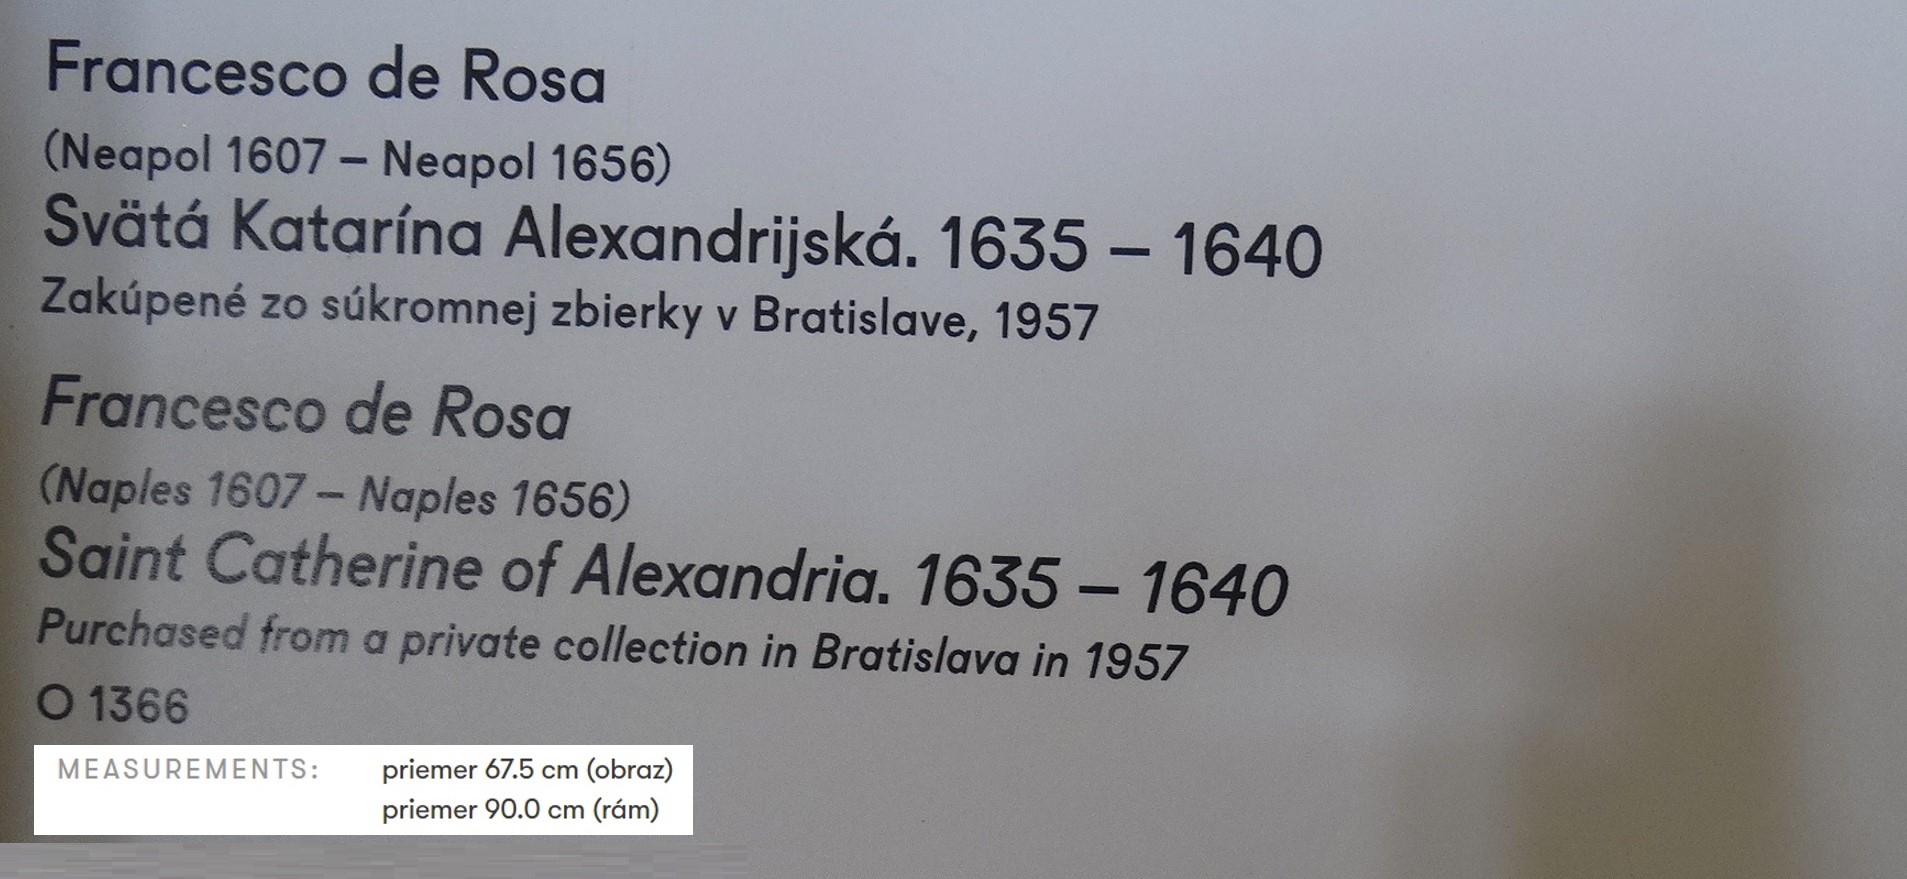 Francesco de Rosa
(Neapol 1607 – Neapol 1656)
Svätá Katarína Alexandrijská. 1635 – 1640
Zakúpené zo súkromnej zbierky v Bratislave, 1957
Francesco de Rosa
(Naples 1607 – Naples 1656)
Saint Catherine of Alexandria. 1635 – 1640
Purchased from a private collection in Bratislava in 1957
O 1366
MEASUREMENTS: priemer 67.5 cm (obraz)
priemer 90.0 cm (rám)